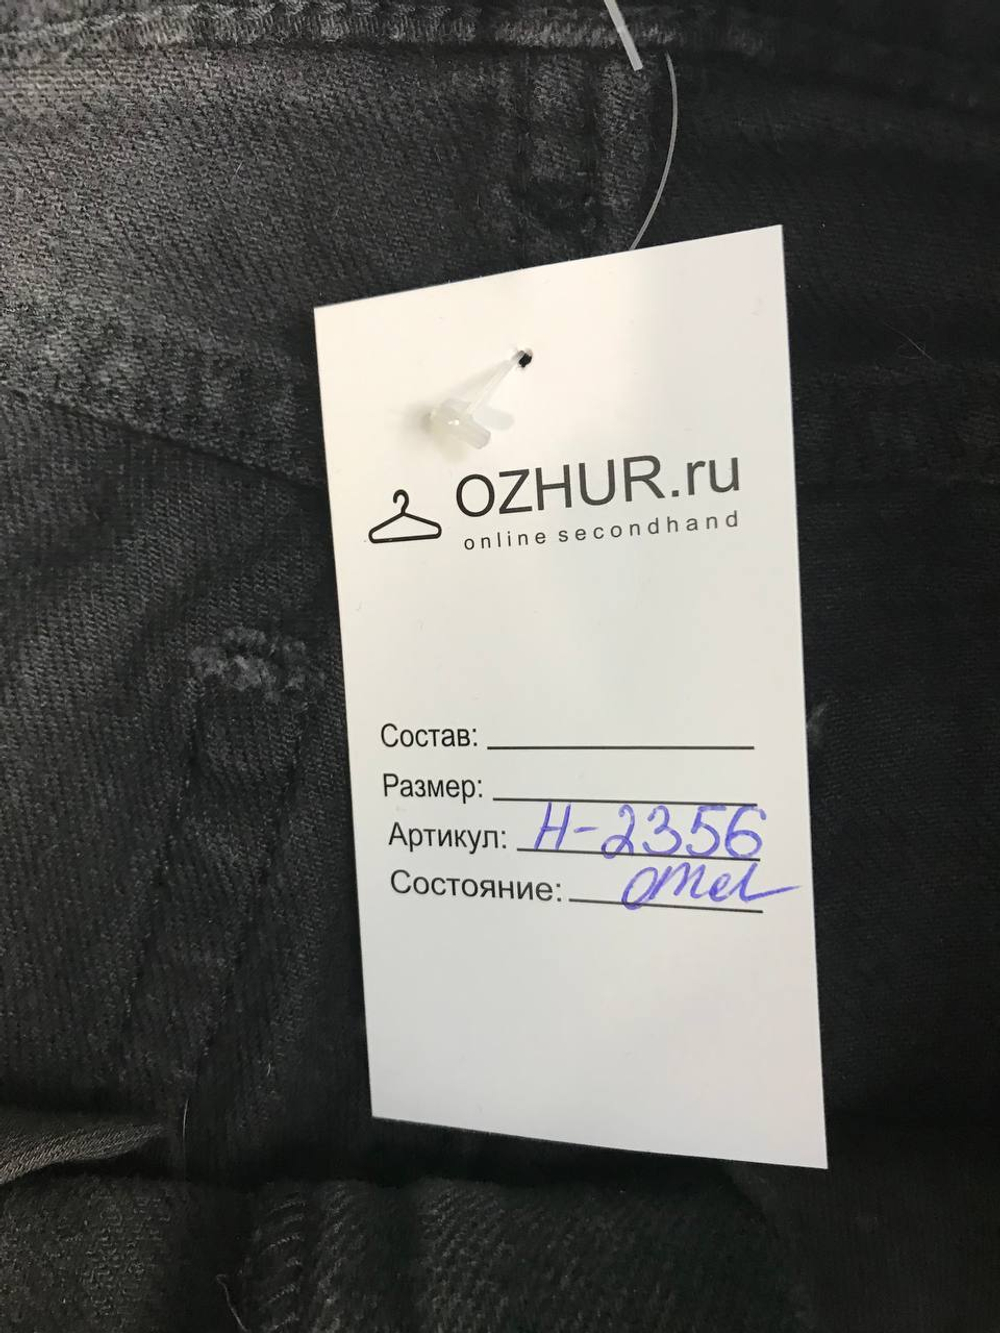 OZHUR.ru
online secondhand
Состав:
Размер:
Артикул: Н-2356
Состояние: отл